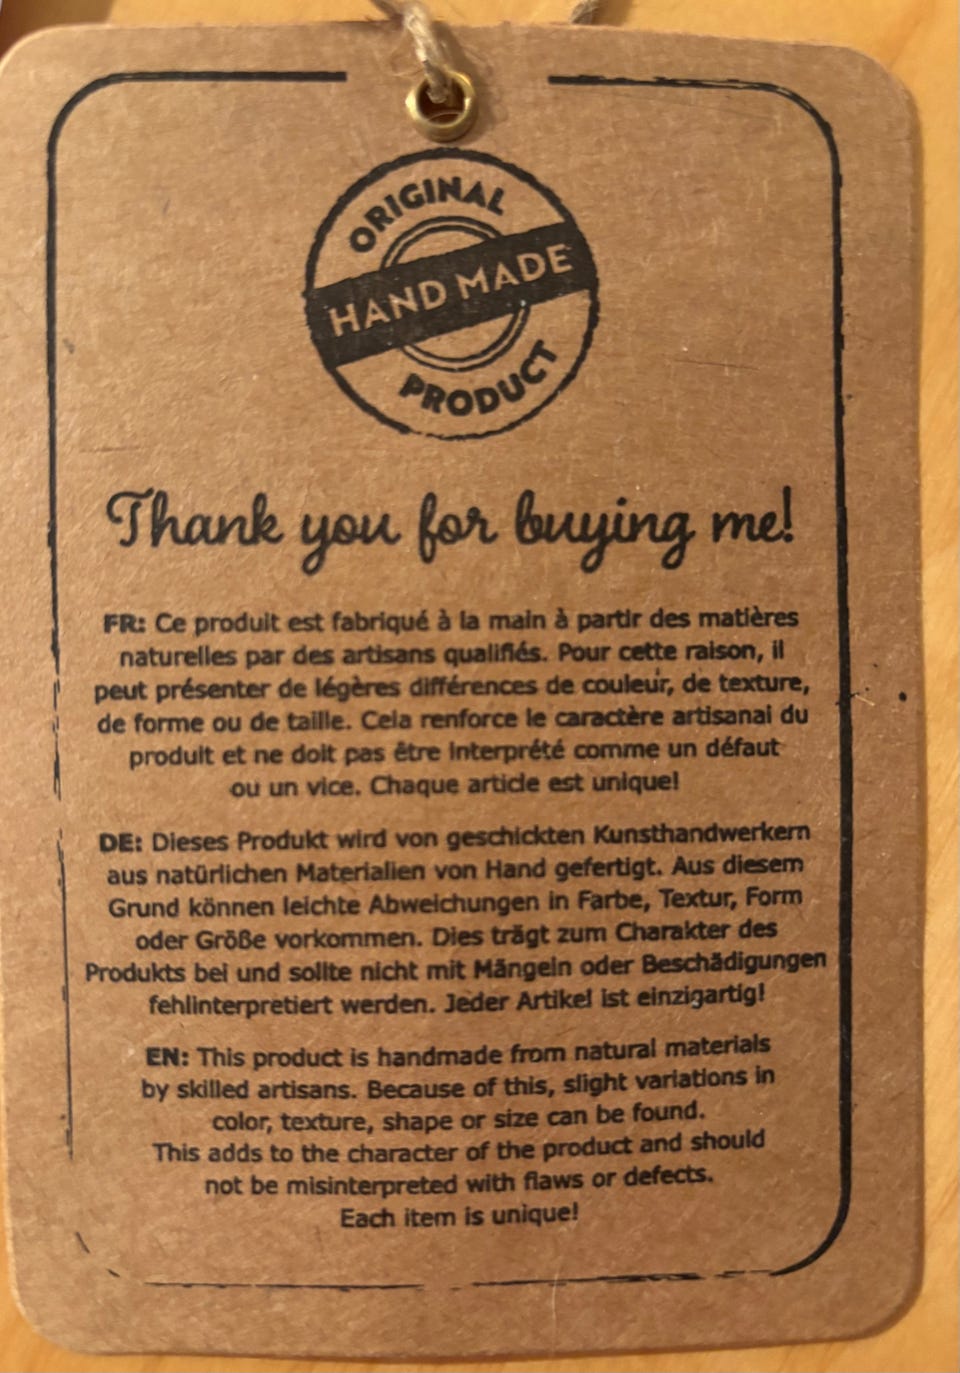 ORIGINAL
HAND MADE
PRODUCT
Thank you for buying me!
FR: Ce produit est fabriqué à la main à partir des matières
naturelles par des artisans qualifiés. Pour cette raison, il
peut présenter de légères différences de couleur, de texture,
de forme ou de taille. Cela renforce le caractère artisanal du
produit et ne doit pas être interprété comme un défaut
ou un vice. Chaque article est unique!
DE: Dieses Produkt wird von geschickten Kunsthandwerkern
aus natürlichen Materialien von Hand gefertigt. Aus diesem
Grund können leichte Abweichungen in Farbe, Textur, Form
oder Größe vorkommen. Dies trägt zum Charakter des
Produkts bei und sollte nicht mit Mängeln oder Beschädigungen
fehlinterpretiert werden. Jeder Artikel ist einzigartig!
EN: This product is handmade from natural materials
by skilled artisans. Because of this, slight variations in
color, texture, shape or size can be found.
This adds to the character of the product and should
not be misinterpreted with flaws or defects.
Each item is unique!